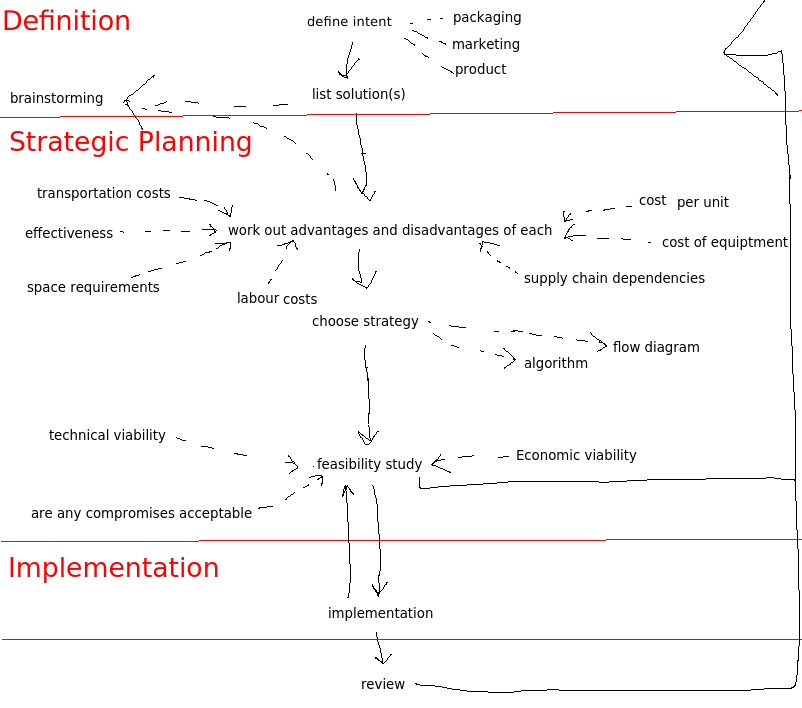 Definition
define intent
packaging
marketing
product
list solution(s)
brainstorming
Strategic Planning
transportation costs
cost per unit
effectiveness
work out advantages and disadvantages of each
cost of equiptment
space requirements
labour costs
supply chain dependencies
choose strategy
flow diagram
algorithm
technical viability
feasibility study
Economic viability
are any compromises acceptable
Implementation
implementation
review